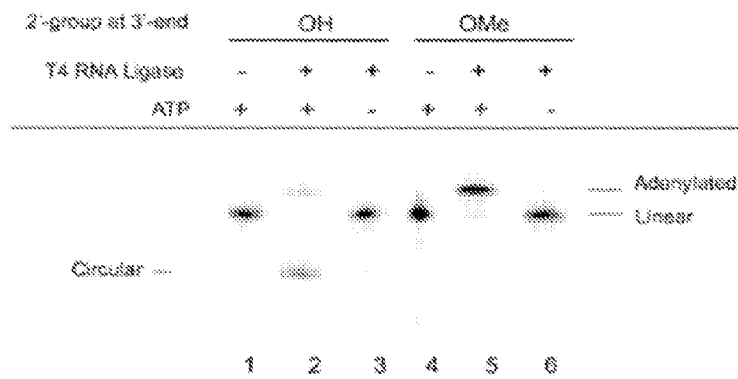 2'-group at 3'-end OH OMe
T4 RNA Ligase - + + - + +
ATP + + - + + -
Adenylated
Linear
Circular
1 2 3 4 5 6